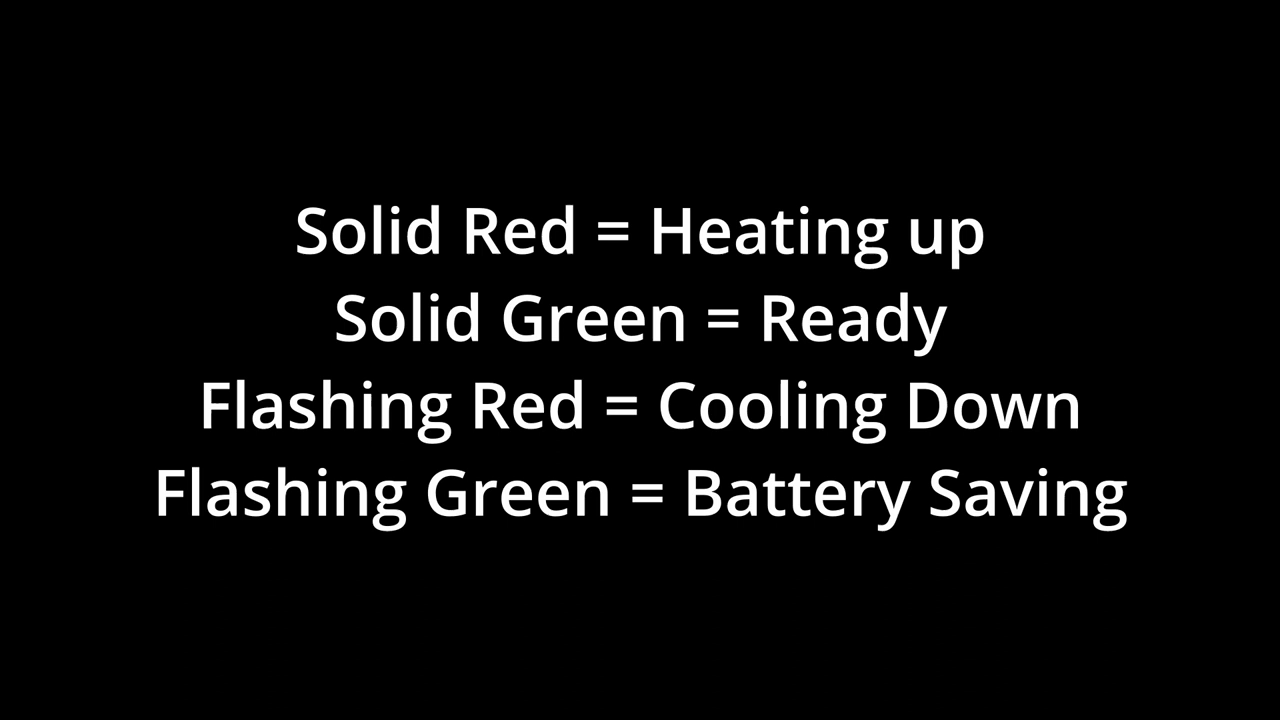 Solid Red = Heating up
Solid Green = Ready
Flashing Red = Cooling Down
Flashing Green = Battery Saving